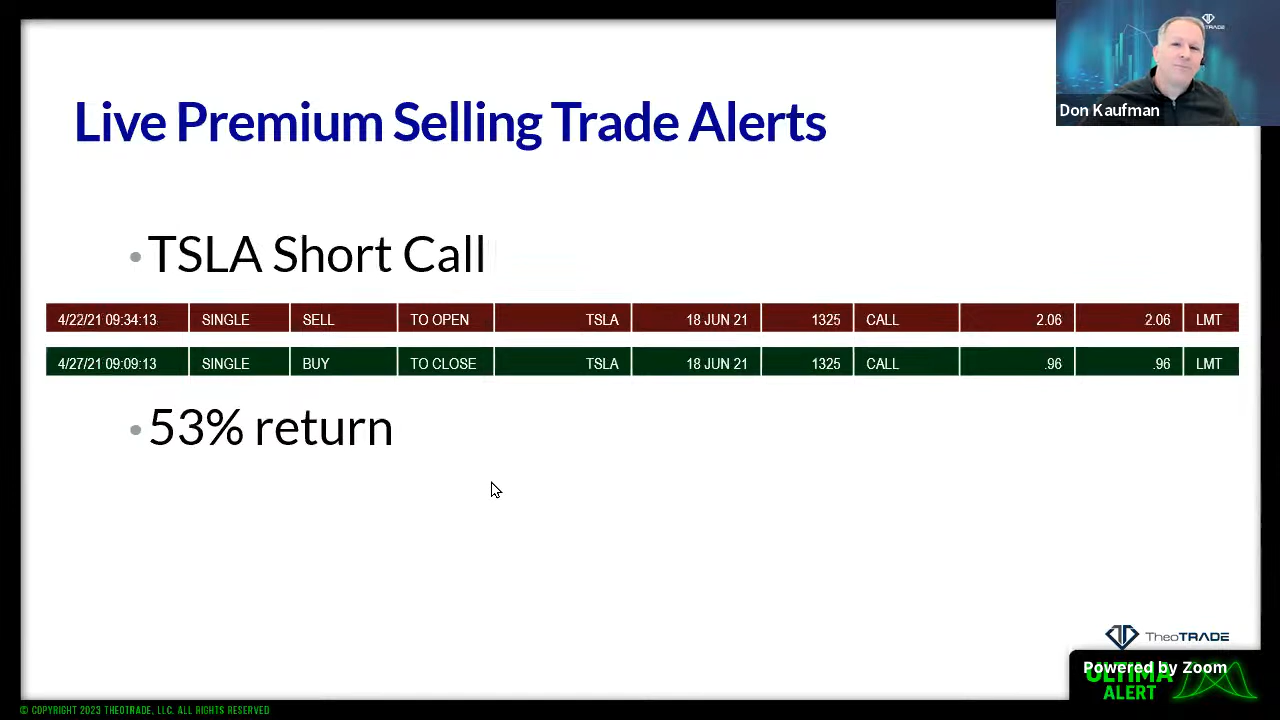 Live Premium Selling Trade Alerts
Don Kaufman
• TSLA Short Call
4/22/21 09:34:13 SINGLE SELL TO OPEN TSLA 18 JUN 21 1325 CALL 2.06 2.06 LMT
4/27/21 09:09:13 SINGLE BUY TO CLOSE TSLA 18 JUN 21 1325 CALL .96 .96 LMT
• 53% return
TheoTRADE
Powered by Zoom
ULTIMA
ALERT
© COPYRIGHT 2023 THEOTRADE, LLC. ALL RIGHTS RESERVED